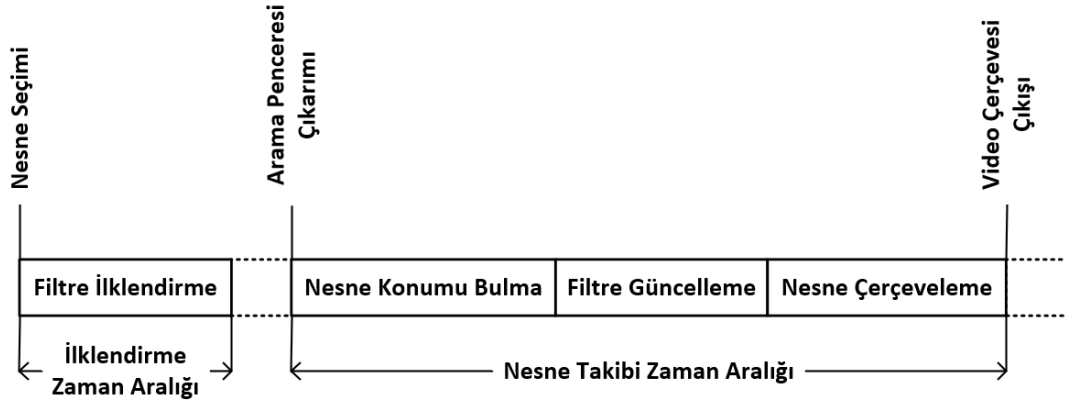 Nesne Seçimi
Arama Penceresi
Çıkarımı
Video Çerçevesi
Çıkışı
Filtre İlklendirme
Nesne Konumu Bulma
Filtre Güncelleme
Nesne Çerçeveleme
İlklendirme
Zaman Aralığı
Nesne Takibi Zaman Aralığı